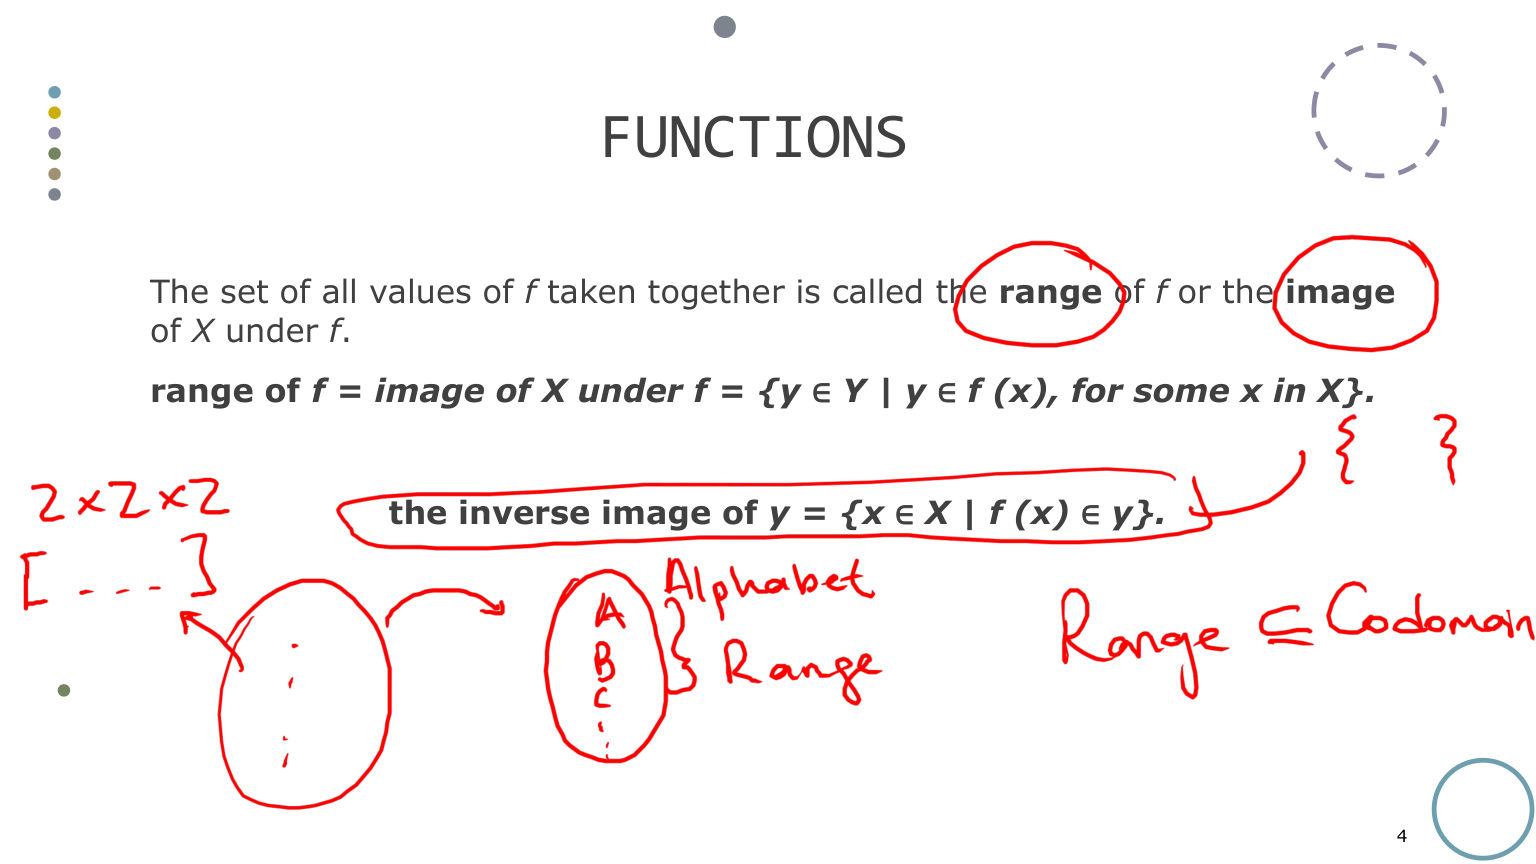 FUNCTIONS
The set of all values of f taken together is called the range of f or the image
of X under f.
range of f = image of X under f = {y ∈ Y | y ∈ f (x), for some x in X}.
{ }
2×2×2
the inverse image of y = {x ∈ X | f (x) ∈ y}.
[ - - - ]
Alphabet
A
B
C
} Range
Range ⊆ Codomain
4